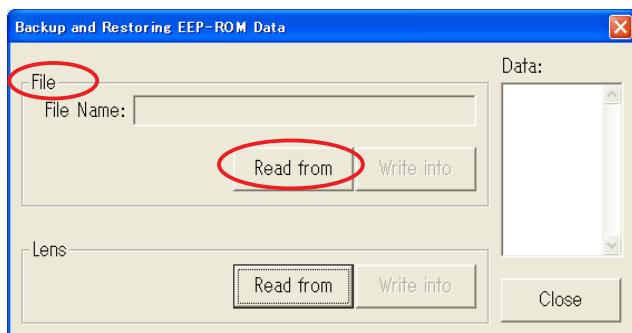 Backup and Restoring EEP-ROM Data
File
File Name:
Read from
Write into
Lens
Read from
Write into
Data:
Close